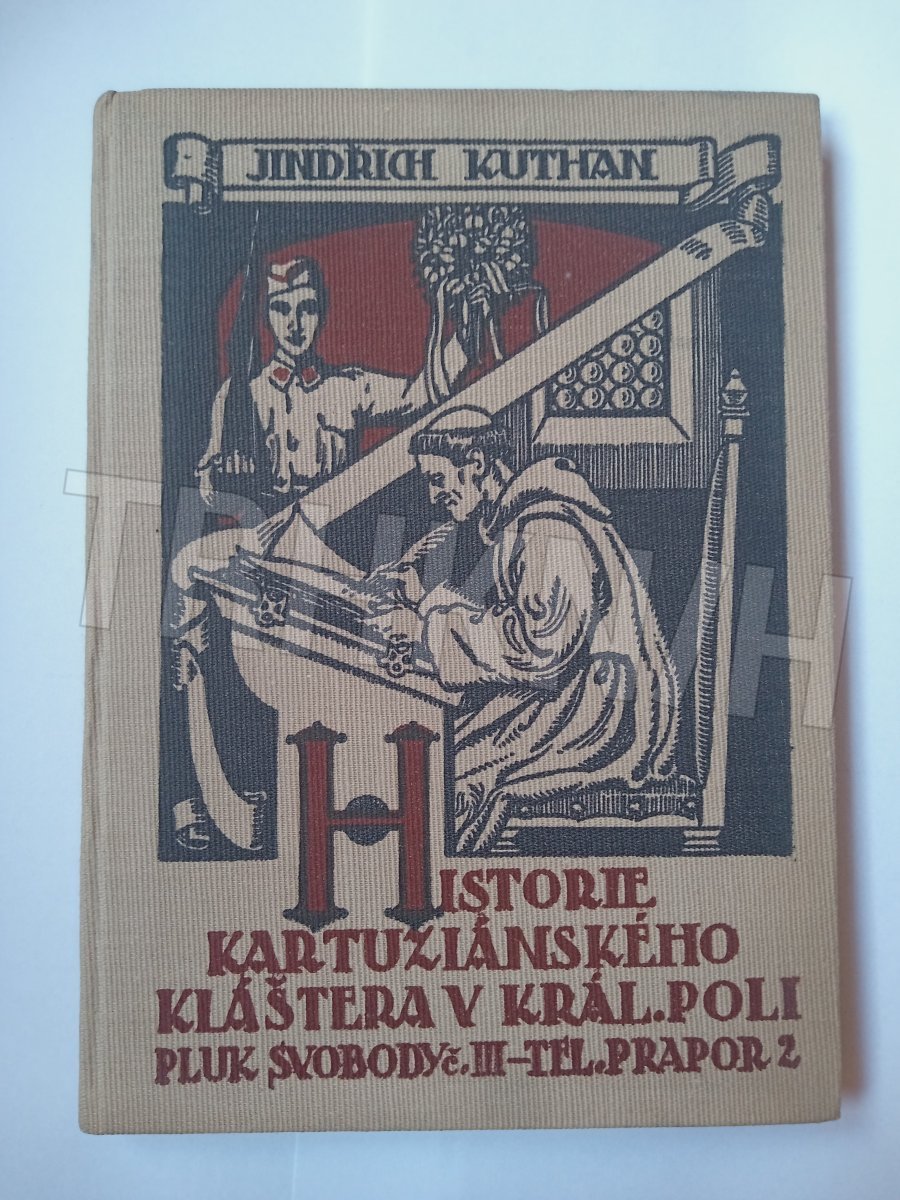 JINDŘICH KUTHAN
HISTORIE
KARTUZIÁNSKÉHO
KLÁŠTERA V KRÁL. POLI
PLUK SVOBODY č. III – TEL. PRAPOR 2